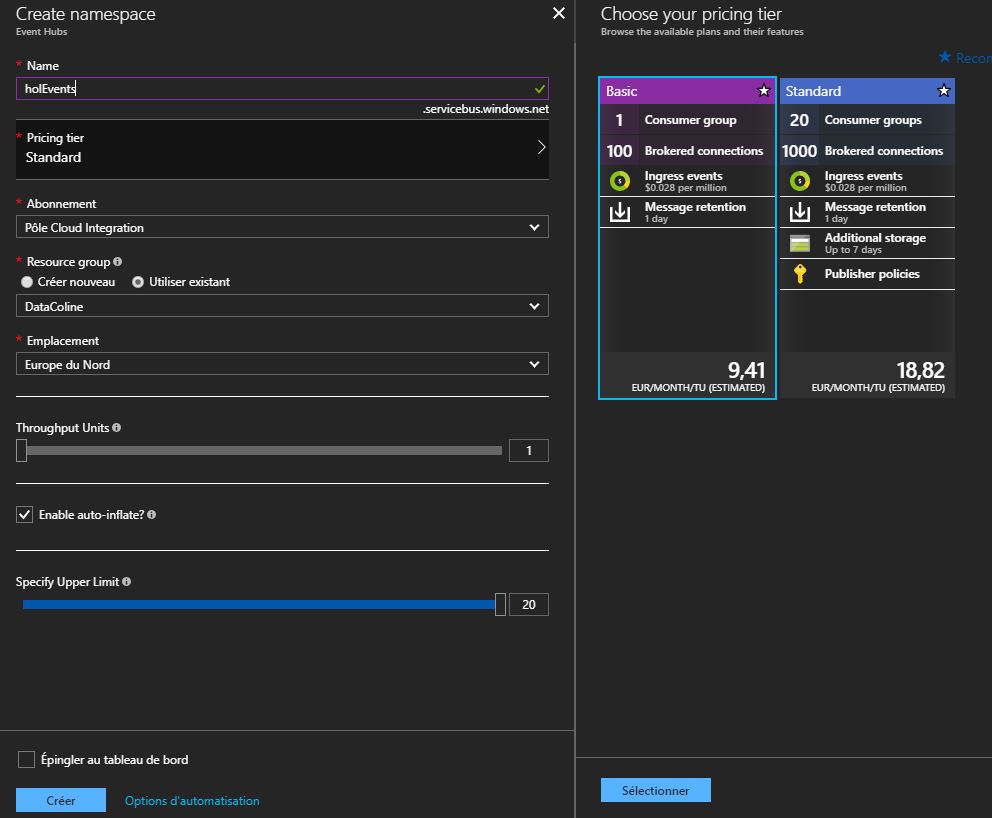 Create namespace
Event Hubs
* Name
holEvents
.servicebus.windows.net
* Pricing tier
Standard
* Abonnement
Pôle Cloud Integration
* Resource group
Créer nouveau Utiliser existant
DataColine
* Emplacement
Europe du Nord
Throughput Units
1
Enable auto-inflate?
Specify Upper Limit
20
Épingler au tableau de bord
Créer Options d'automatisation
Choose your pricing tier
Browse the available plans and their features
Basic
1 Consumer group
100 Brokered connections
Ingress events
$0.028 per million
Message retention
1 day
9,41
EUR/MONTH/TU (ESTIMATED)
Standard
20 Consumer groups
1000 Brokered connections
Ingress events
$0.028 per million
Message retention
1 day
Additional storage
Up to 7 days
Publisher policies
18,82
EUR/MONTH/TU (ESTIMATED)
Sélectionner